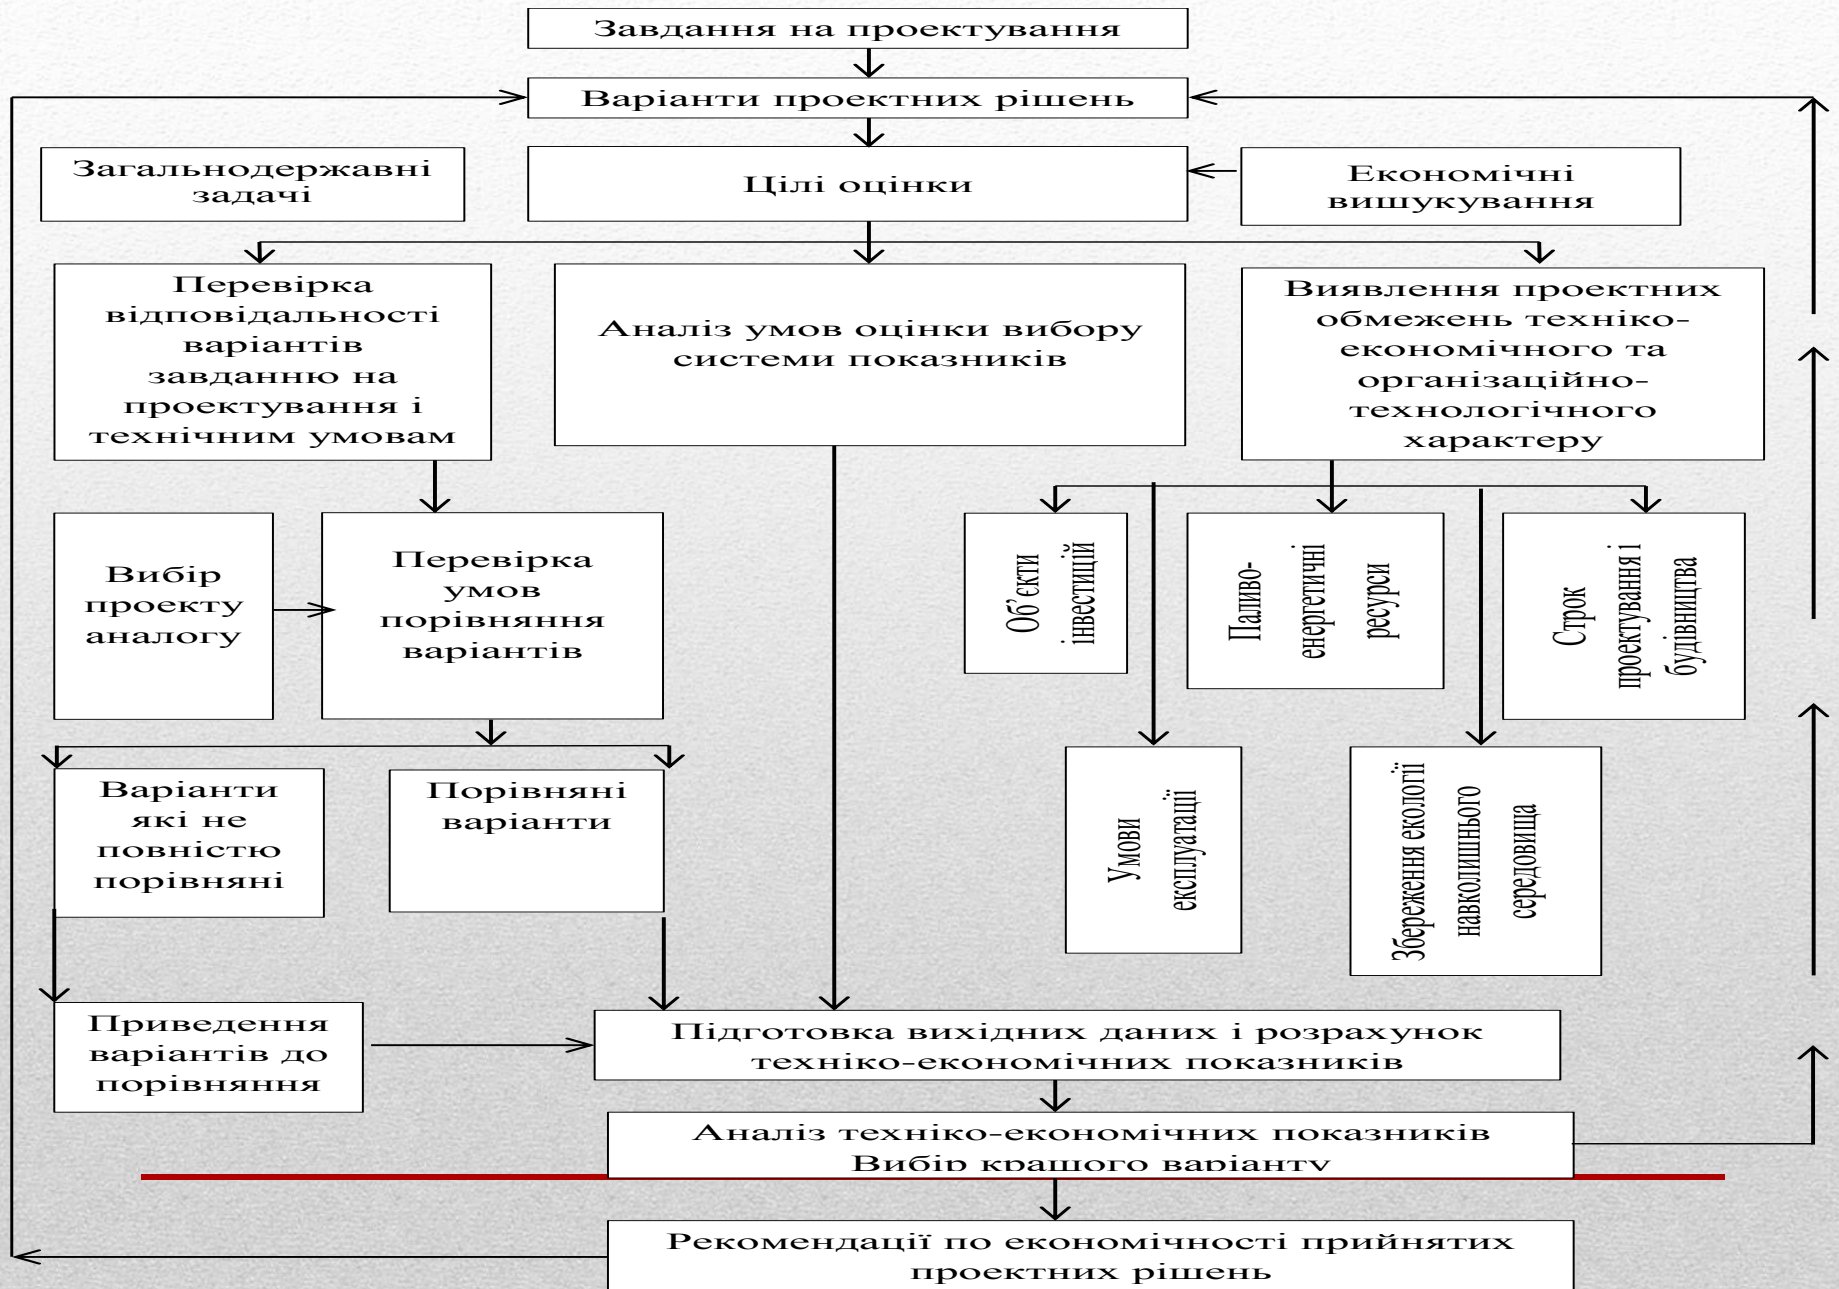 Завдання на проектування
Варіанти проектних рішень
Загальнодержавні
задачі
Цілі оцінки
Економічні
вишукування
Перевірка
відповідальності
варіантів
завданню на
проектування і
технічним умовам
Аналіз умов оцінки вибору
системи показників
Виявлення проектних
обмежень техніко-
економічного та
організаційно-
технологічного
характеру
Вибір
проекту
аналогу
Перевірка
умов
порівняння
варіантів
Об’єкти
інвестицій
Паливо-
енергетичні
ресурси
Строк
проектування і
будівництва
Варіанти
які не
повністю
порівняні
Порівняні
варіанти
Умови
експлуатації
Збереження екології
навколишнього
середовища
Приведення
варіантів до
порівняння
Підготовка вихідних даних і розрахунок
техніко-економічних показників
Аналіз техніко-економічних показників
Вибір кращого варіанту
Рекомендації по економічності прийнятих
проектних рішень